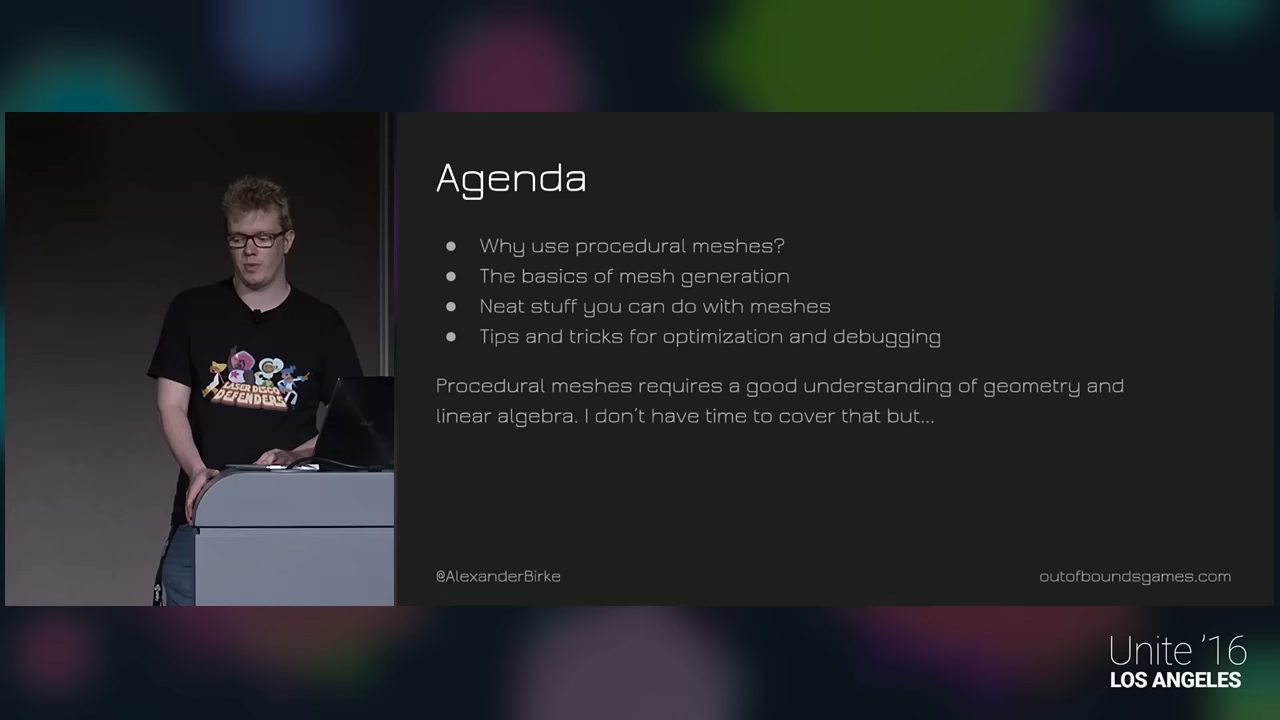 Agenda
● Why use procedural meshes?
● The basics of mesh generation
● Neat stuff you can do with meshes
● Tips and tricks for optimization and debugging
Procedural meshes requires a good understanding of geometry and
linear algebra. I don't have time to cover that but...
@AlexanderBirke
outofboundsgames.com
LASER DISCO
DEFENDERS
Unite '16
LOS ANGELES